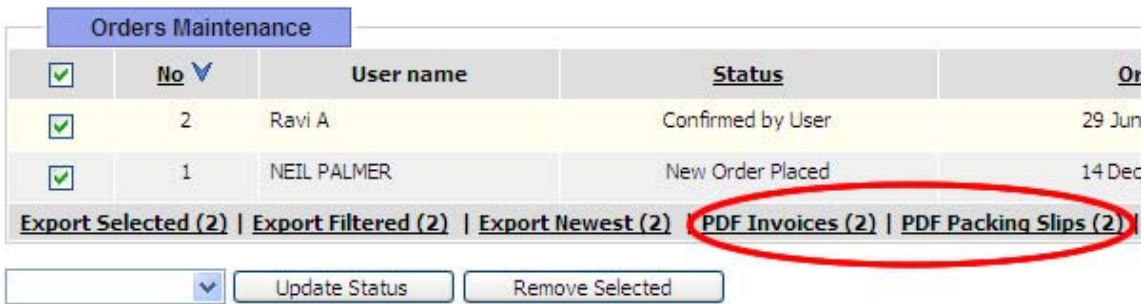 Orders Maintenance
No User name Status Or
2 Ravi A Confirmed by User 29 Jun
1 NEIL PALMER New Order Placed 14 Dec
Export Selected (2) | Export Filtered (2) | Export Newest (2) | PDF Invoices (2) | PDF Packing Slips (2) |
Update Status Remove Selected